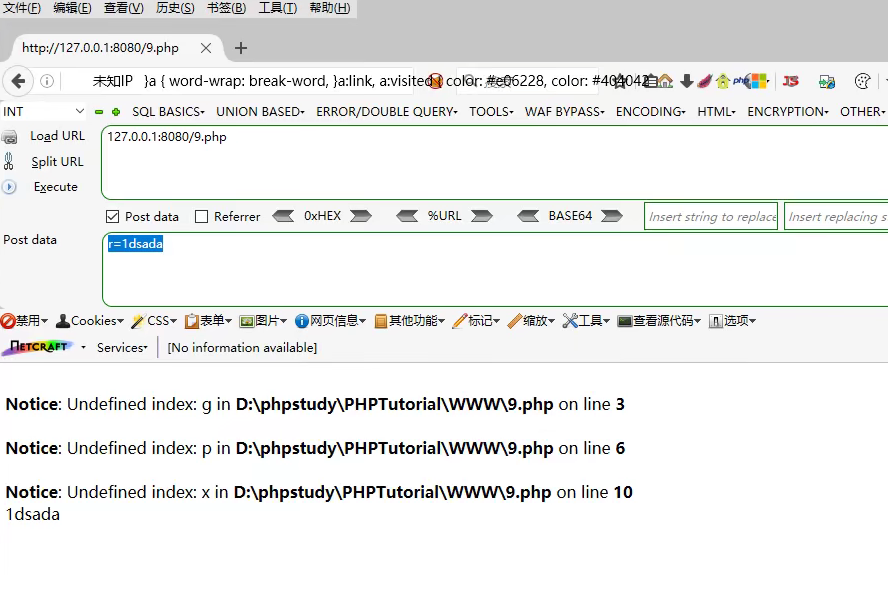 文件(F) 编辑(E) 查看(V) 历史(S) 书签(B) 工具(T) 帮助(H)
http://127.0.0.1:8080/9.php
未知IP }a { word-wrap: break-word, }a:link, a:visited { color: #e06228, color: #404042
php JS
INT SQL BASICS UNION BASED ERROR/DOUBLE QUERY TOOLS WAF BYPASS ENCODING HTML ENCRYPTION OTHER
Load URL 127.0.0.1:8080/9.php
Split URL
Execute
Post data Referrer 0xHEX %URL BASE64 Insert string to replace Insert replacing s
Post data r=1dsada
禁用 Cookies CSS 表单 图片 网页信息 其他功能 标记 缩放 工具 查看源代码 选项
NETCRAFT Services [No information available]
Notice: Undefined index: g in D:\phpstudy\PHPTutorial\WWW\9.php on line 3
Notice: Undefined index: p in D:\phpstudy\PHPTutorial\WWW\9.php on line 6
Notice: Undefined index: x in D:\phpstudy\PHPTutorial\WWW\9.php on line 10
1dsada